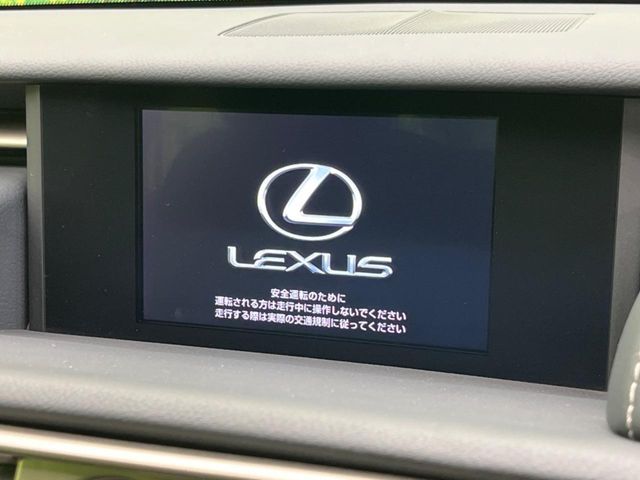 LEXUS
安全運転のために
運転される方は走行中に操作しないでください
走行する際は実際の交通規制に従ってください